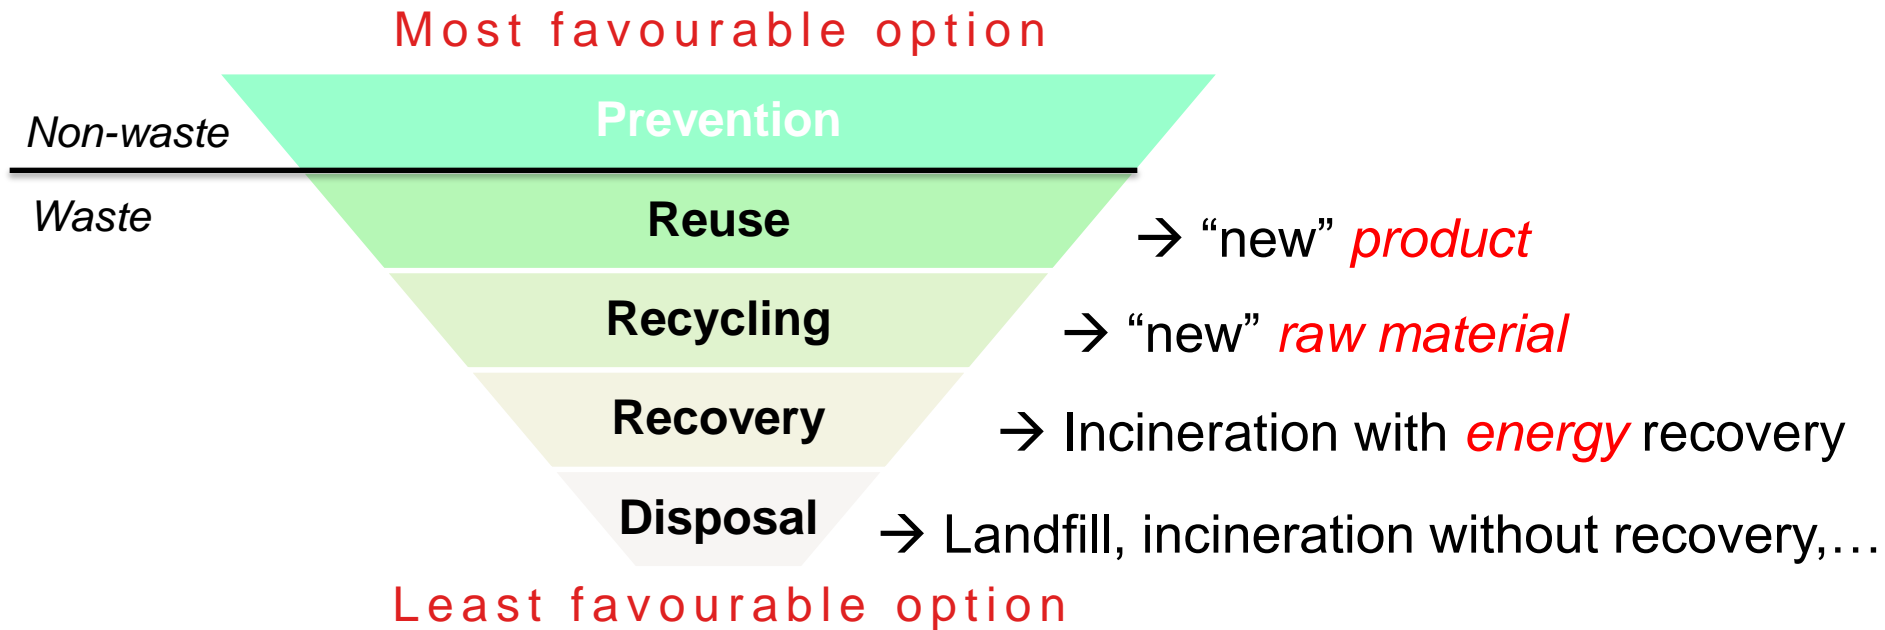 Most favourable option
Prevention
Non-waste
Waste
Reuse
→ “new” product
Recycling
→ “new” raw material
Recovery
→ Incineration with energy recovery
Disposal
→ Landfill, incineration without recovery,…
Least favourable option